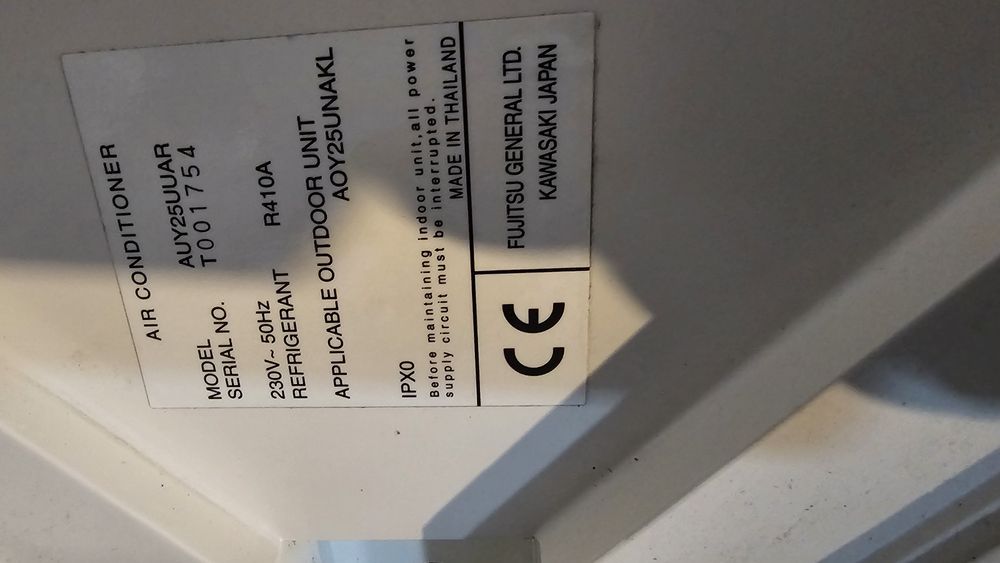 AIR CONDITIONER
MODEL AUY25UUAR
SERIAL NO. T001754
230V~ 50Hz
REFRIGERANT R410A
APPLICABLE OUTDOOR UNIT
AOY25UNAKL
IPX0
Before maintaining indoor unit,all power
supply circuit must be interrupted.
MADE IN THAILAND
CE
FUJITSU GENERAL LTD.
KAWASAKI JAPAN